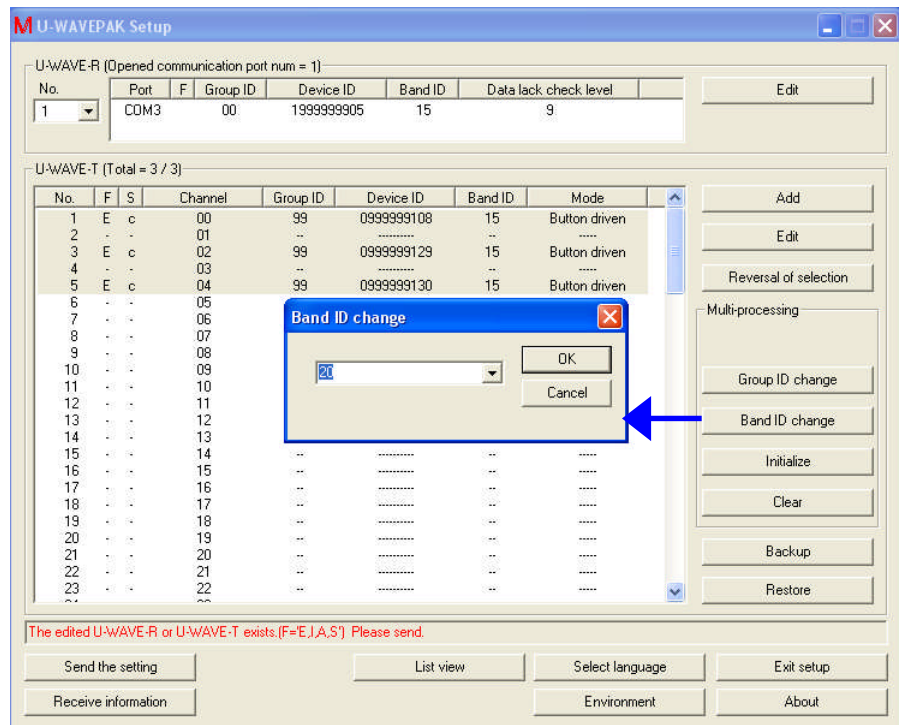 M U-WAVEPAK Setup
U-WAVE-R (Opened communication port num = 1)
No. Port F Group ID Device ID Band ID Data lack check level Edit
1 COM3 00 1999999905 15 9
U-WAVE-T (Total = 3 / 3)
No. F S Channel Group ID Device ID Band ID Mode Add
1 E c 00 99 0999999108 15 Button driven
2 - - 01 -- ---------- -- ----- Edit
3 E c 02 99 0999999129 15 Button driven
4 - - 03 -- ---------- -- ----- Reversal of selection
5 E c 04 99 0999999130 15 Button driven
6 - - 05
7 - - 06 Band ID change Multi-processing
8 - - 07
9 - - 08 OK
10 - - 09 20 Group ID change
11 - - 10 Cancel
12 - - 11
13 - - 12 Band ID change
14 - - 13
15 - - 14 -- ---------- -- ----- Initialize
16 - - 15 -- ---------- -- -----
17 - - 16 -- ---------- -- -----
18 - - 17 -- ---------- -- ----- Clear
19 - - 18 -- ---------- -- -----
20 - - 19 -- ---------- -- -----
21 - - 20 -- ---------- -- ----- Backup
22 - - 21 -- ---------- -- -----
23 - - 22 -- ---------- -- ----- Restore
The edited U-WAVE-R or U-WAVE-T exists.(F='E,I,A,S') Please send.
Send the setting List view Select language Exit setup
Receive information Environment About